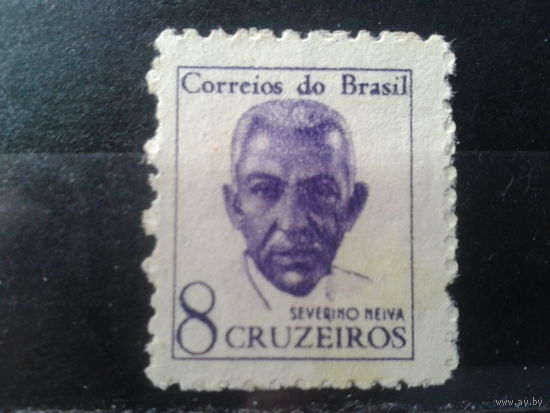 Correios do Brasil
SEVERINO NEIVA
8 CRUZEIROS
www.ay.by